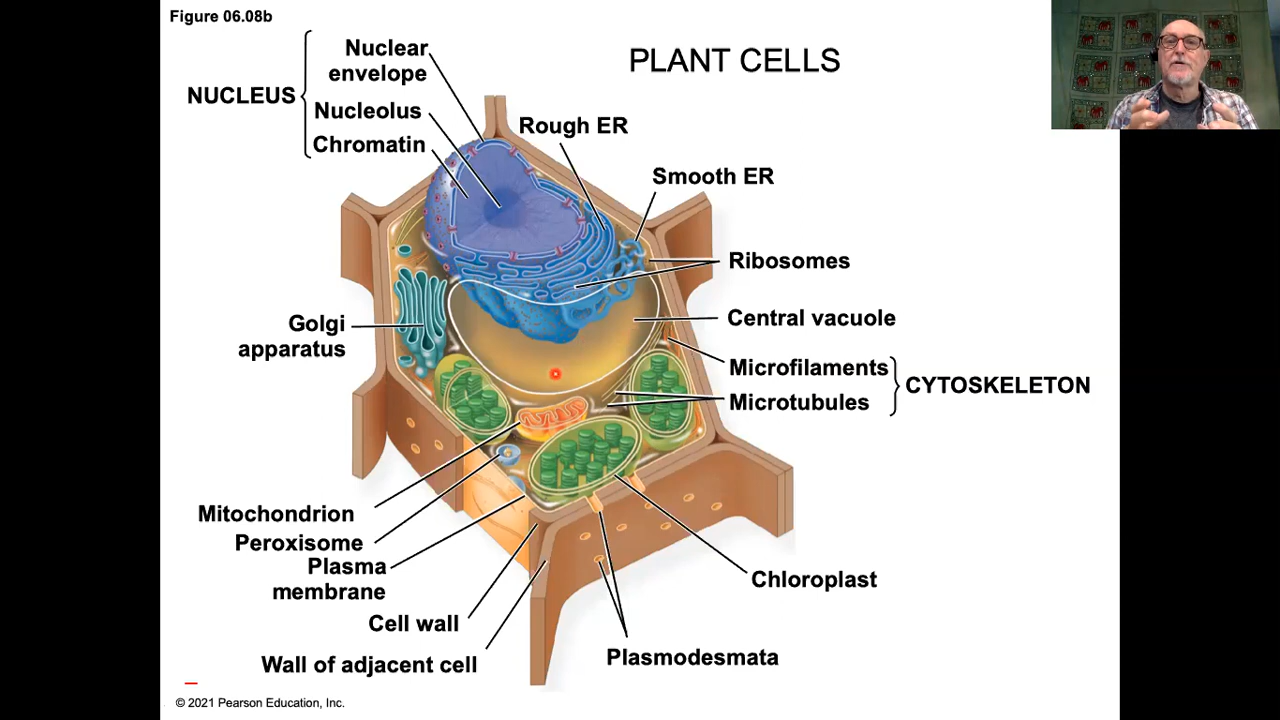 Figure 06.08b
PLANT CELLS
NUCLEUS
Nuclear
envelope
Nucleolus
Chromatin
Rough ER
Smooth ER
Ribosomes
Central vacuole
Microfilaments
Microtubules
CYTOSKELETON
Golgi
apparatus
Mitochondrion
Peroxisome
Plasma
membrane
Cell wall
Wall of adjacent cell
Chloroplast
Plasmodesmata
© 2021 Pearson Education, Inc.